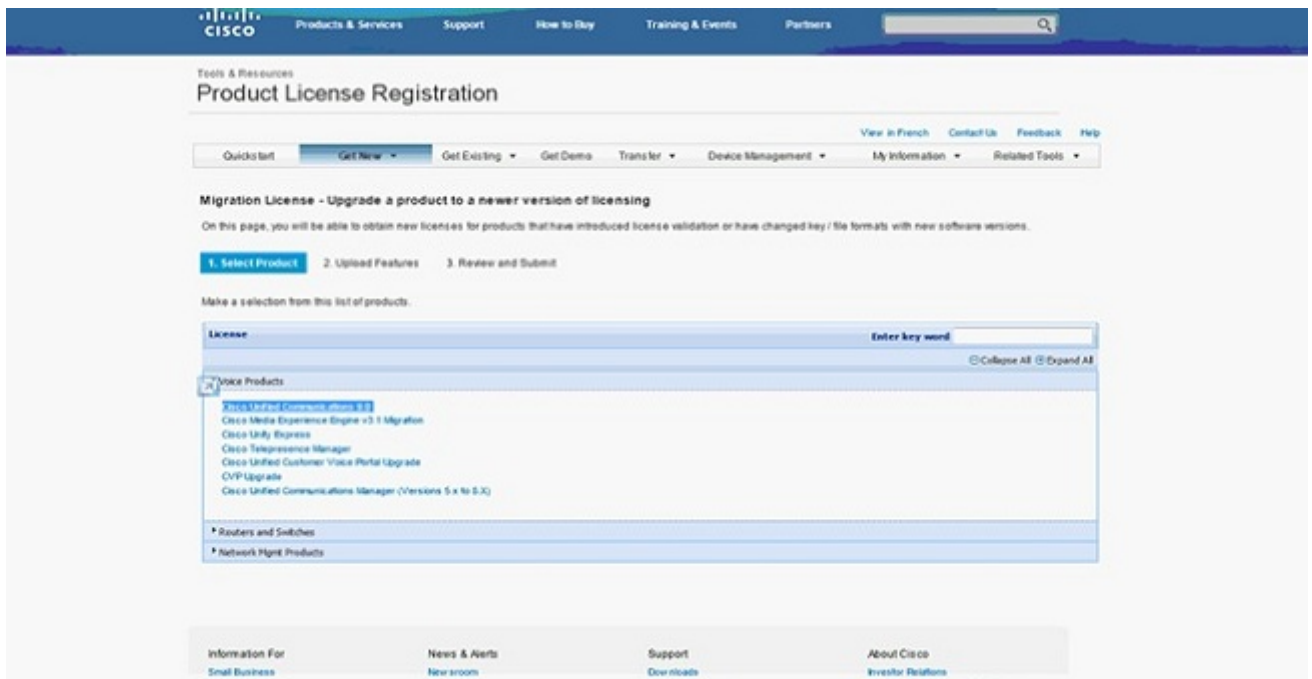 CISCO
Products & Services Support How to Buy Training & Events Partners
Tools & Resources
Product License Registration
View in French Contact Us Feedback Help
Quickstart Get New Get Existing Get Demo Transfer Device Management My Information Related Tools
Migration License - Upgrade a product to a newer version of licensing
On this page, you will be able to obtain new licenses for products that have introduced license validation or have changed key / file formats with new software versions.
1. Select Product 2. Upload Features 3. Review and Submit
Make a selection from this list of products.
License Enter key word
Collapse All Expand All
Voice Products
Cisco Unified Communications 9.0
Cisco Media Experience Engine v3.1 Migration
Cisco Unity Express
Cisco Telepresence Manager
Cisco Unified Customer Voice Portal Upgrade
CVP Upgrade
Cisco Unified Communications Manager (Versions 5.x to 8.X)
Routers and Switches
Network Mgmt Products
Information For News & Alerts Support About Cisco
Small Business Newsroom Downloads Investor Relations